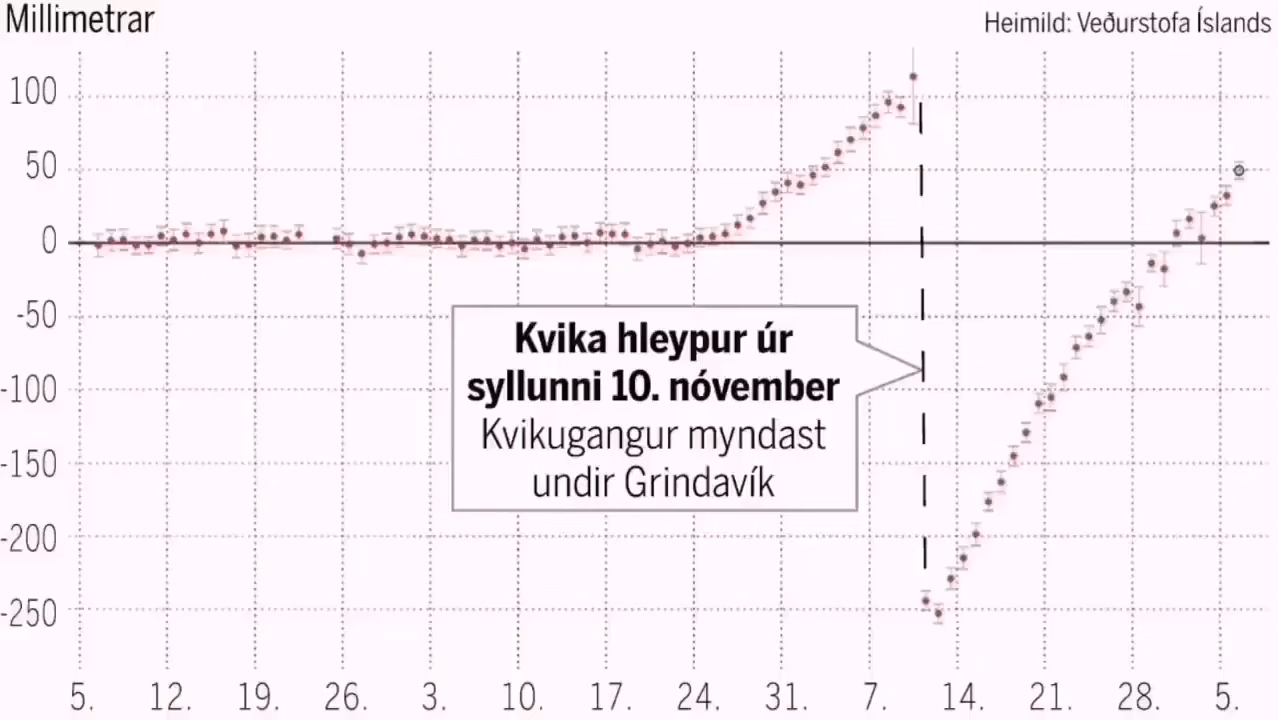 Millimetrar
Heimild: Veðurstofa Íslands
100
50
0
-50
-100
-150
-200
-250
Kvika hleypur úr
syllunni 10. nóvember
Kvikugangur myndast
undir Grindavík
5. 12. 19. 26. 3. 10. 17. 24. 31. 7. 14. 21. 28. 5.